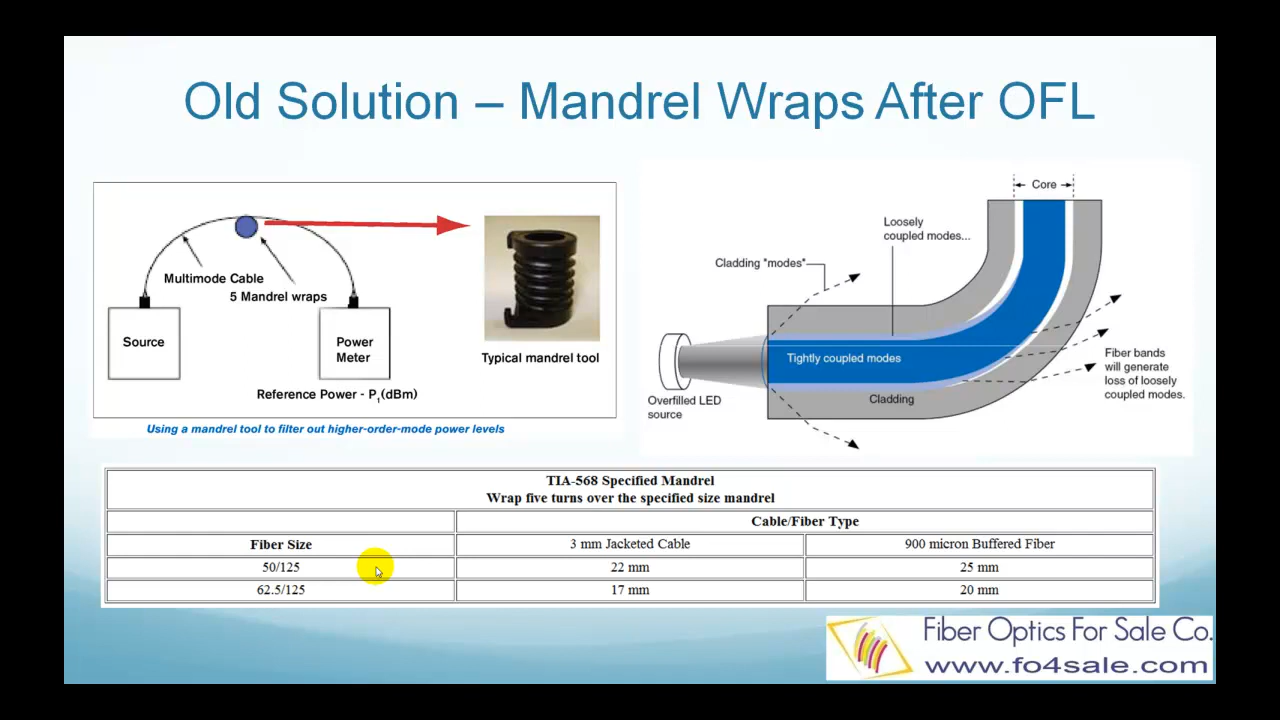 Old Solution – Mandrel Wraps After OFL
Multimode Cable
5 Mandrel wraps
Source
Power
Meter
Reference Power - P1(dBm)
Typical mandrel tool
Using a mandrel tool to filter out higher-order-mode power levels
Core
Loosely
coupled modes...
Cladding "modes"
Tightly coupled modes
Overfilled LED
source
Cladding
Fiber bands
will generate
loss of loosely
coupled modes.
TIA-568 Specified Mandrel
Wrap five turns over the specified size mandrel
Cable/Fiber Type
Fiber Size 3 mm Jacketed Cable 900 micron Buffered Fiber
50/125 22 mm 25 mm
62.5/125 17 mm 20 mm
Fiber Optics For Sale Co.
www.fo4sale.com